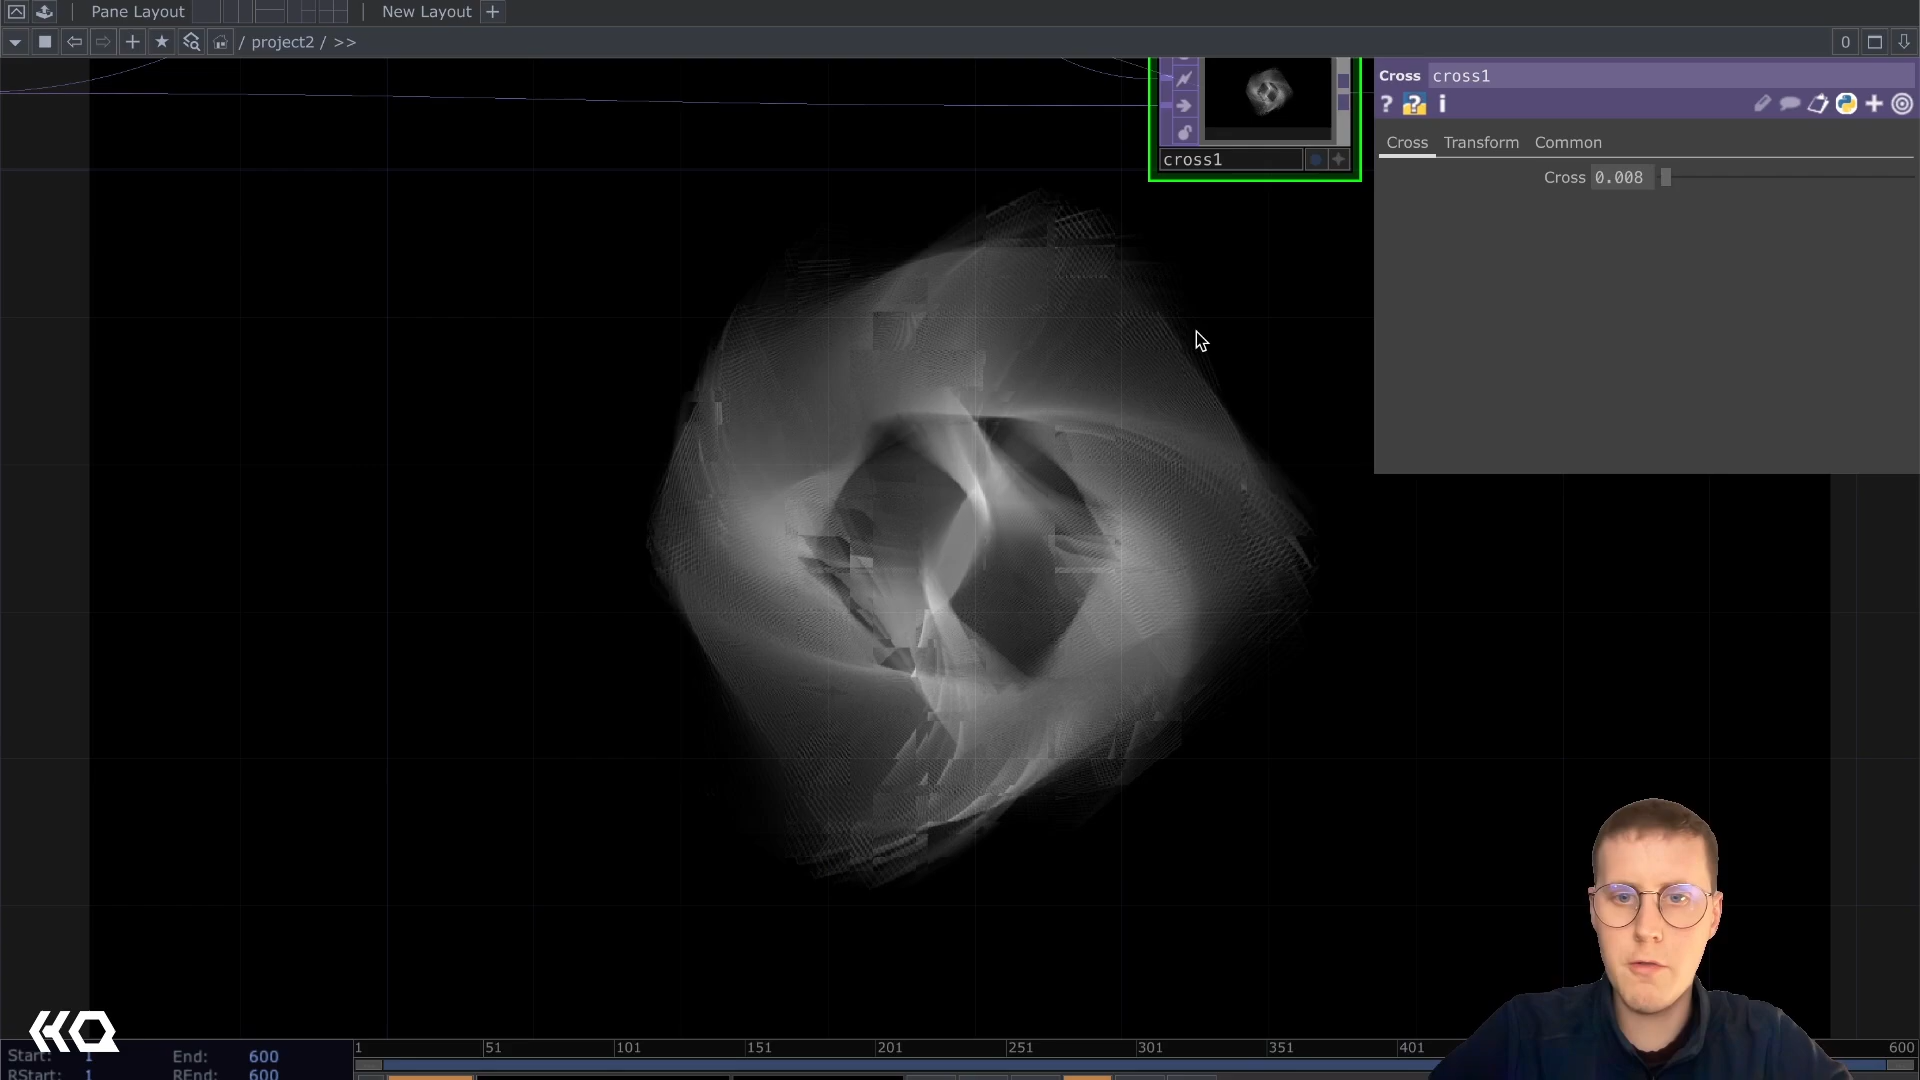 Pane Layout
New Layout
/ project2 / >>
0
Cross cross1
? ? i
Cross Transform Common
Cross 0.008
cross1
HQ
Start: 1 End: 600
RStart: 1 REnd: 600
1 51 101 151 201 251 301 351 401 600